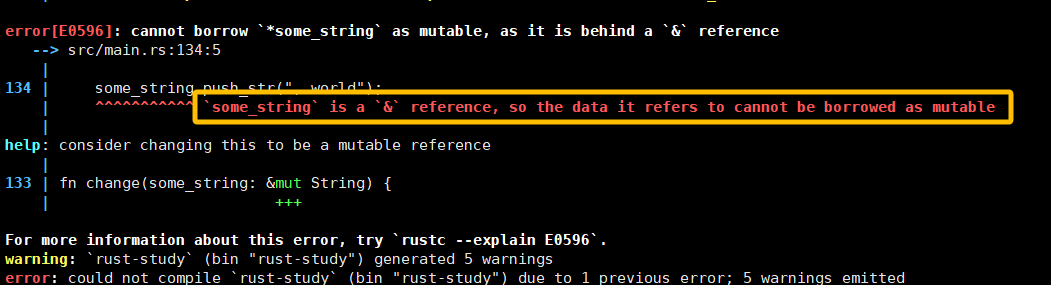 error[E0596]: cannot borrow `*some_string` as mutable, as it is behind a `&` reference
--> src/main.rs:134:5
|
134 | some_string.push_str(", world");
| ^^^^^^^^^^^ `some_string` is a `&` reference, so the data it refers to cannot be borrowed as mutable
|
help: consider changing this to be a mutable reference
|
133 | fn change(some_string: &mut String) {
| +++
For more information about this error, try `rustc --explain E0596`.
warning: `rust-study` (bin "rust-study") generated 5 warnings
error: could not compile `rust-study` (bin "rust-study") due to 1 previous error; 5 warnings emitted